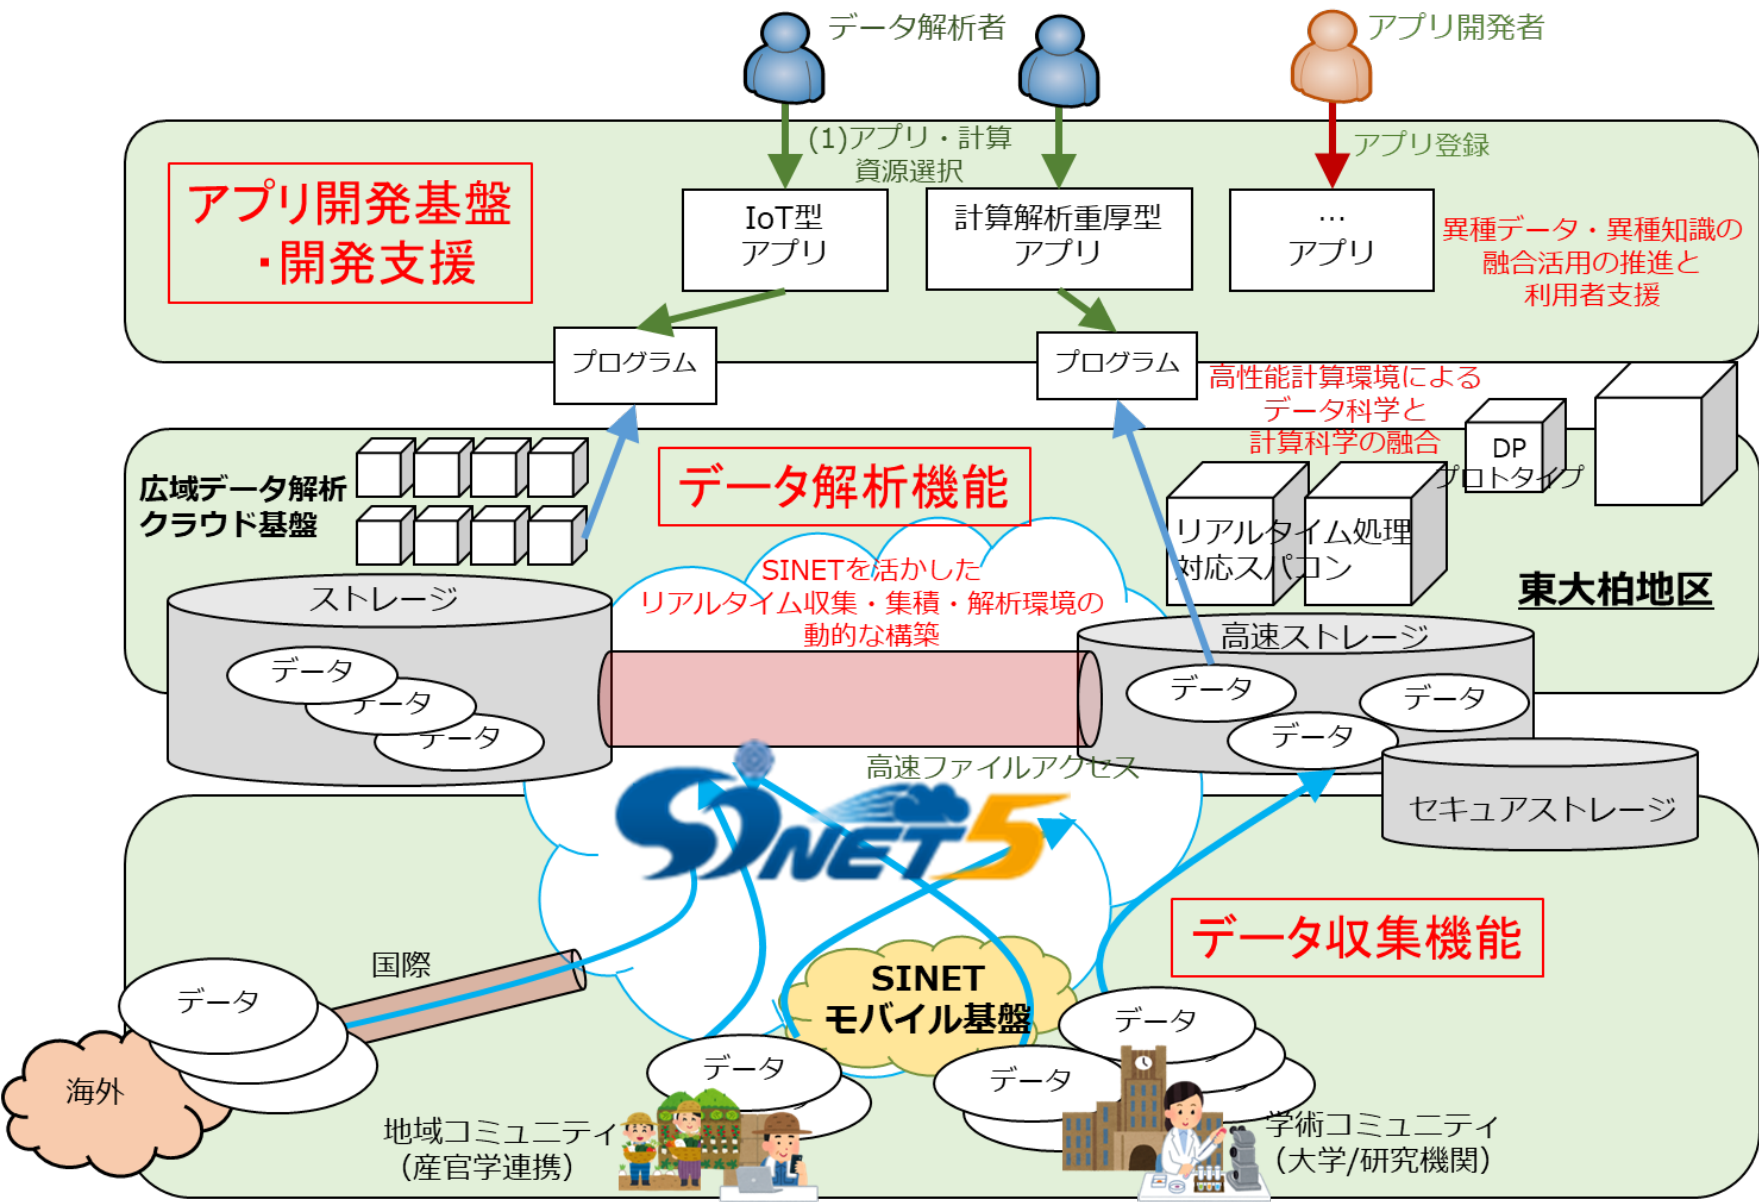 データ解析者
アプリ開発者
(1)アプリ・計算
資源選択
アプリ登録
アプリ開発基盤
・開発支援
IoT型
アプリ
計算解析重厚型
アプリ
…
アプリ
異種データ・異種知識の
融合活用の推進と
利用者支援
プログラム
プログラム
高性能計算環境による
データ科学と
計算科学の融合
DP
プロトタイプ
広域データ解析
クラウド基盤
データ解析機能
リアルタイム処理
対応スパコン
東大柏地区
SINETを活かした
リアルタイム収集・集積・解析環境の
動的な構築
ストレージ
データ
データ
データ
高速ストレージ
データ
データ
データ
高速ファイルアクセス
セキュアストレージ
SINET5
データ収集機能
国際
データ
海外
SINET
モバイル基盤
データ
データ
データ
地域コミュニティ
（産官学連携）
学術コミュニティ
（大学/研究機関）